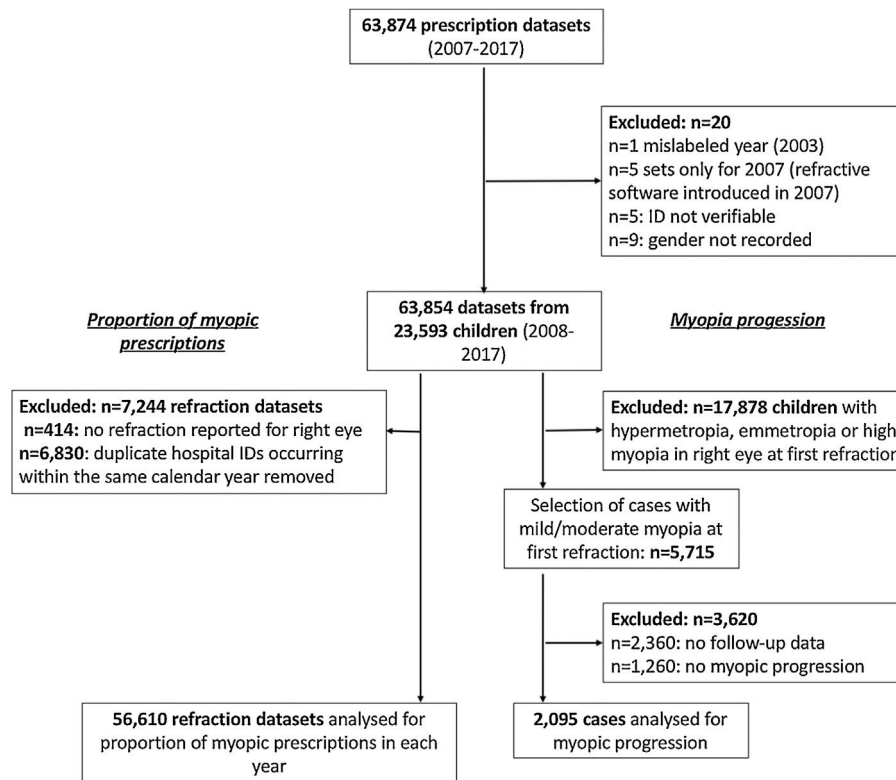 63,874 prescription datasets
(2007-2017)
Excluded: n=20
n=1 mislabeled year (2003)
n=5 sets only for 2007 (refractive
software introduced in 2007)
n=5: ID not verifiable
n=9: gender not recorded
63,854 datasets from
23,593 children (2008-
2017)
Proportion of myopic
prescriptions
Myopia progession
Excluded: n=7,244 refraction datasets
n=414: no refraction reported for right eye
n=6,830: duplicate hospital IDs occurring
within the same calendar year removed
Excluded: n=17,878 children with
hypermetropia, emmetropia or high
myopia in right eye at first refraction
Selection of cases with
mild/moderate myopia at
first refraction: n=5,715
Excluded: n=3,620
n=2,360: no follow-up data
n=1,260: no myopic progression
56,610 refraction datasets analysed for
proportion of myopic prescriptions in each
year
2,095 cases analysed for
myopic progression